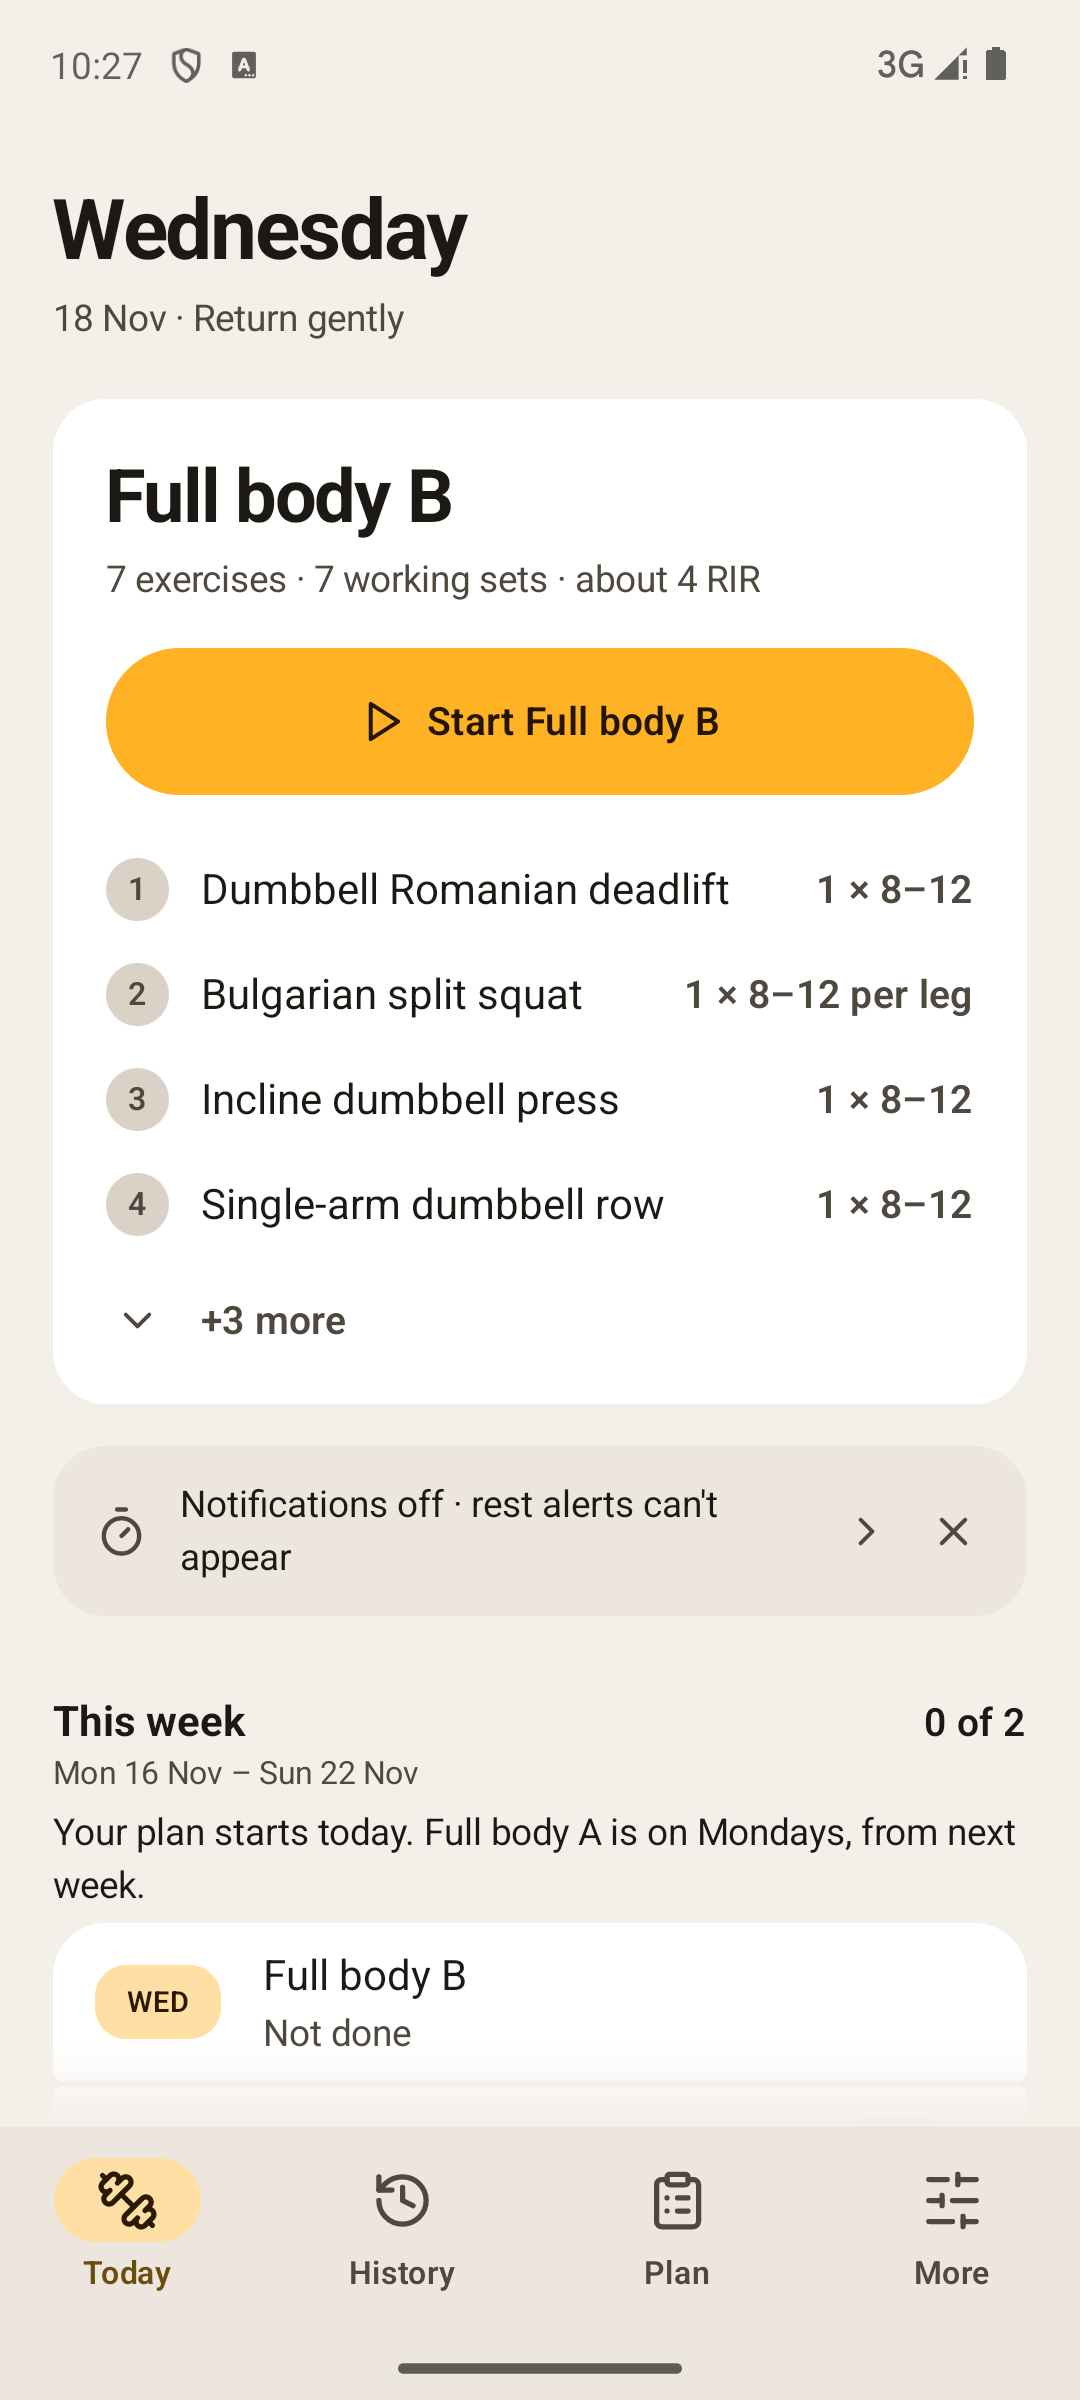 10:27
3G
Wednesday
18 Nov · Return gently
Full body B
7 exercises · 7 working sets · about 4 RIR
Start Full body B
1 Dumbbell Romanian deadlift 1 × 8–12
2 Bulgarian split squat 1 × 8–12 per leg
3 Incline dumbbell press 1 × 8–12
4 Single-arm dumbbell row 1 × 8–12
+3 more
Notifications off · rest alerts can't
appear
This week 0 of 2
Mon 16 Nov – Sun 22 Nov
Your plan starts today. Full body A is on Mondays, from next
week.
WED Full body B
Not done
Today History Plan More